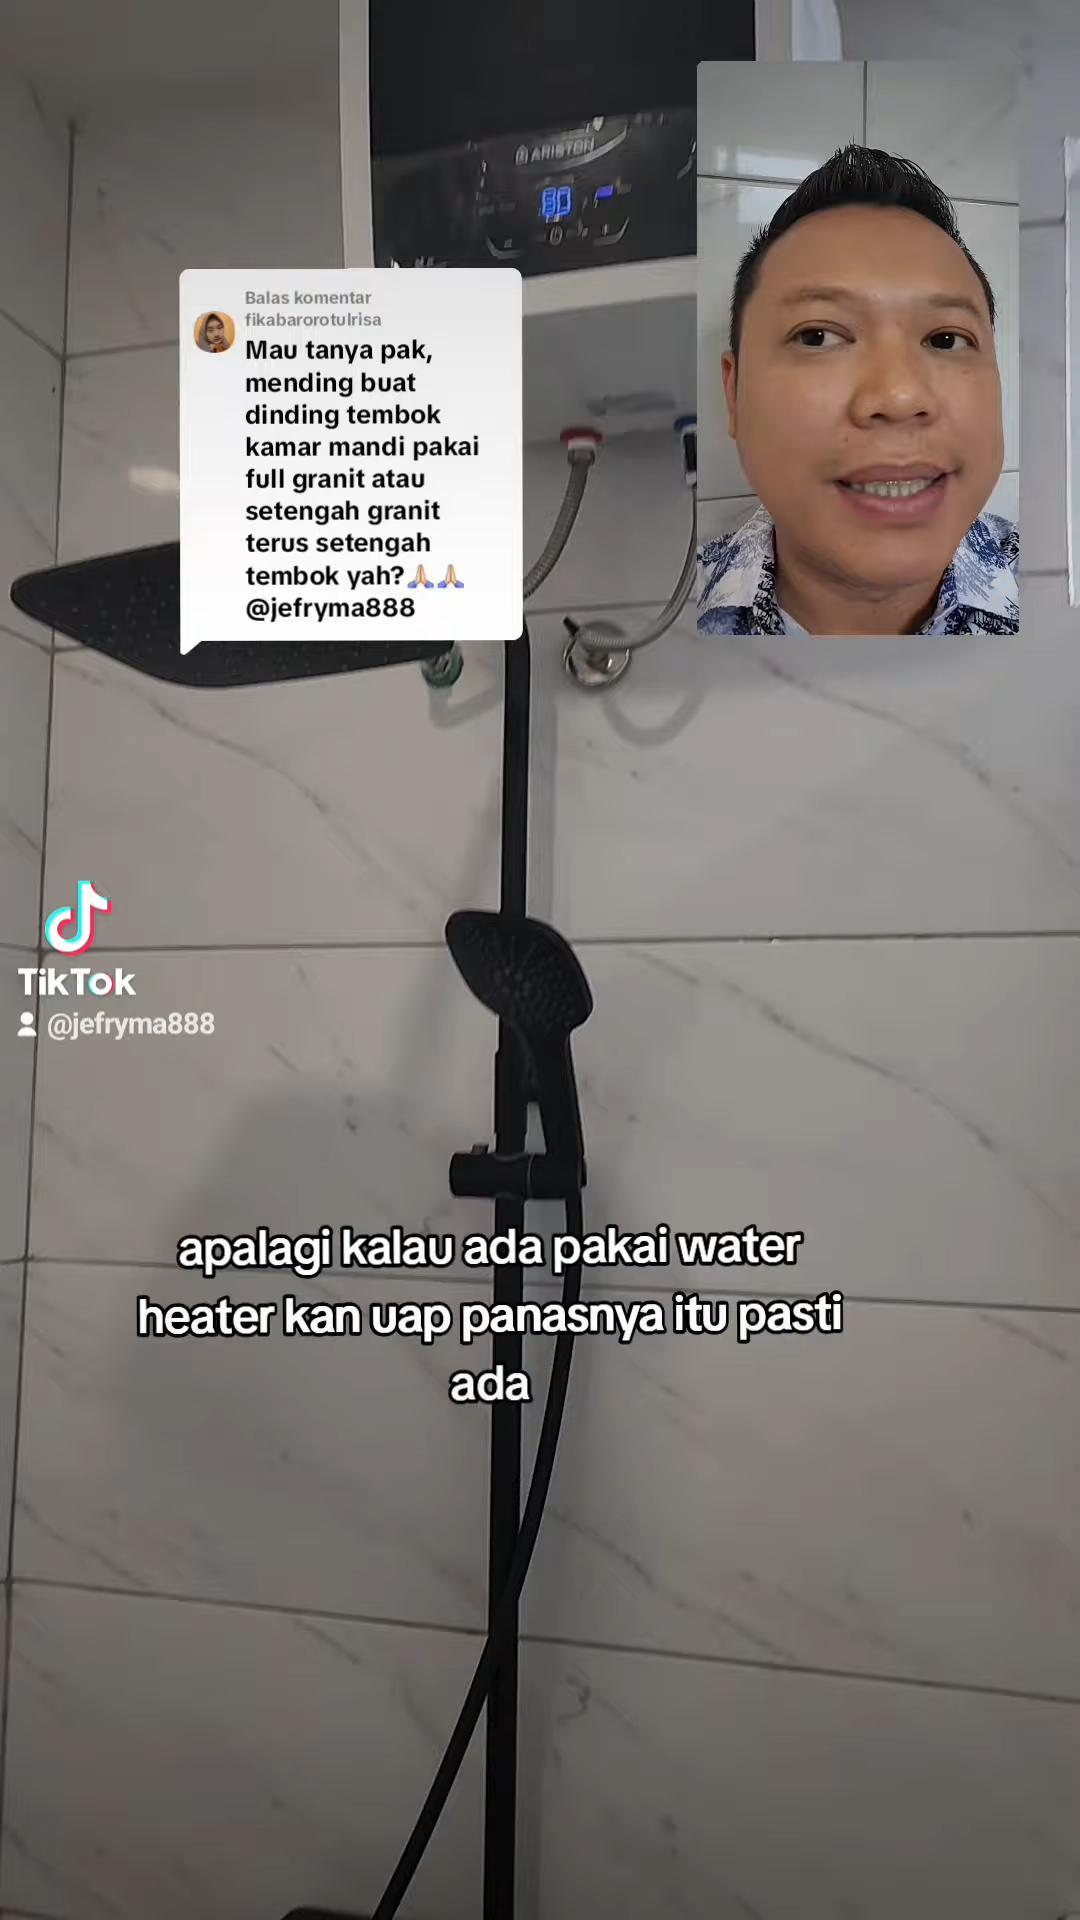 ARISTON
80
Balas komentar
fikabarorotulrisa
Mau tanya pak,
mending buat
dinding tembok
kamar mandi pakai
full granit atau
setengah granit
terus setengah
tembok yah?🙏🏻🙏🏻
@jefryma888
TikTok
@jefryma888
apalagi kalau ada pakai water
heater kan uap panasnya itu pasti
ada